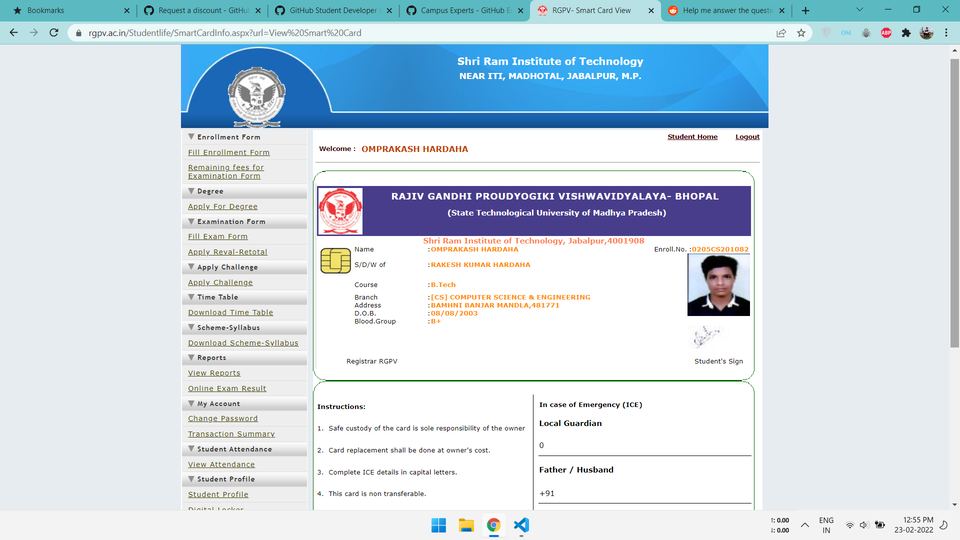 Bookmarks
Request a discount - GitHub
GitHub Student Developer
Campus Experts - GitHub E
RGPV- Smart Card View
Help me answer the questi
rgpv.ac.in/Studentlife/SmartCardInfo.aspx?url=View%20Smart%20Card
ABP
Shri Ram Institute of Technology
NEAR ITI, MADHOTAL, JABALPUR, M.P.
Enrollment Form
Fill Enrollment Form
Remaining fees for
Examination Form
Degree
Apply For Degree
Examination Form
Fill Exam Form
Apply Reval-Retotal
Apply Challenge
Apply Challenge
Time Table
Download Time Table
Scheme-Syllabus
Download Scheme-Syllabus
Reports
View Reports
Online Exam Result
My Account
Change Password
Transaction Summary
Student Attendance
View Attendance
Student Profile
Student Profile
Digital Locker
Student Home Logout
Welcome : OMPRAKASH HARDAHA
RAJIV GANDHI PROUDYOGIKI VISHWAVIDYALAYA- BHOPAL
(State Technological University of Madhya Pradesh)
Shri Ram Institute of Technology, Jabalpur,4001908
Name :OMPRAKASH HARDAHA Enroll.No. :0205CS201082
S/D/W of :RAKESH KUMAR HARDAHA
Course :B.Tech
Branch :[CS] COMPUTER SCIENCE & ENGINEERING
Address :BAMHNI BANJAR MANDLA,481771
D.O.B. :08/08/2003
Blood.Group :B+
Registrar RGPV Student's Sign
Instructions:
1. Safe custody of the card is sole responsibility of the owner
2. Card replacement shall be done at owner's cost.
3. Complete ICE details in capital letters.
4. This card is non transferable.
In case of Emergency (ICE)
Local Guardian
0
Father / Husband
+91
ENG
IN
12:55 PM
23-02-2022